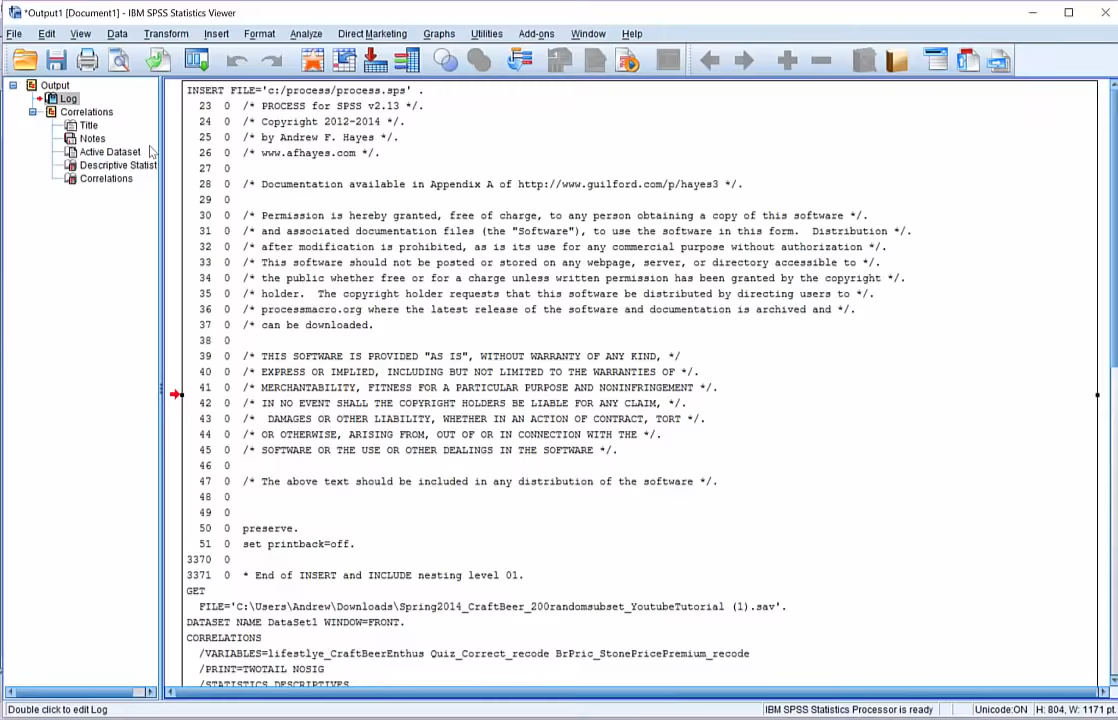 *Output1 [Document1] - IBM SPSS Statistics Viewer
File Edit View Data Transform Insert Format Analyze Direct Marketing Graphs Utilities Add-ons Window Help
Output
Log
Correlations
Title
Notes
Active Dataset
Descriptive Statist
Correlations
INSERT FILE='c:/process/process.sps' .
23 0 /* PROCESS for SPSS v2.13 */.
24 0 /* Copyright 2012-2014 */.
25 0 /* by Andrew F. Hayes */.
26 0 /* www.afhayes.com */.
27 0
28 0 /* Documentation available in Appendix A of http://www.guilford.com/p/hayes3 */.
29 0
30 0 /* Permission is hereby granted, free of charge, to any person obtaining a copy of this software */.
31 0 /* and associated documentation files (the "Software"), to use the software in this form.  Distribution */.
32 0 /* after modification is prohibited, as is its use for any commercial purpose without authorization */.
33 0 /* This software should not be posted or stored on any webpage, server, or directory accessible to */.
34 0 /* the public whether free or for a charge unless written permission has been granted by the copyright */.
35 0 /* holder.  The copyright holder requests that this software be distributed by directing users to */.
36 0 /* processmacro.org where the latest release of the software and documentation is archived and */.
37 0 /* can be downloaded.
38 0
39 0 /* THIS SOFTWARE IS PROVIDED "AS IS", WITHOUT WARRANTY OF ANY KIND, */
40 0 /* EXPRESS OR IMPLIED, INCLUDING BUT NOT LIMITED TO THE WARRANTIES OF */.
41 0 /* MERCHANTABILITY, FITNESS FOR A PARTICULAR PURPOSE AND NONINFRINGEMENT */.
42 0 /* IN NO EVENT SHALL THE COPYRIGHT HOLDERS BE LIABLE FOR ANY CLAIM, */.
43 0 /*  DAMAGES OR OTHER LIABILITY, WHETHER IN AN ACTION OF CONTRACT, TORT */.
44 0 /* OR OTHERWISE, ARISING FROM, OUT OF OR IN CONNECTION WITH THE */.
45 0 /* SOFTWARE OR THE USE OR OTHER DEALINGS IN THE SOFTWARE */.
46 0
47 0 /* The above text should be included in any distribution of the software */.
48 0
49 0
50 0 preserve.
51 0 set printback=off.
3370 0
3371 0 * End of INSERT and INCLUDE nesting level 01.
GET
FILE='C:\Users\Andrew\Downloads\Spring2014_CraftBeer_200randomsubset_YoutubeTutorial (1).sav'.
DATASET NAME DataSet1 WINDOW=FRONT.
CORRELATIONS
/VARIABLES=lifestlye_CraftBeerEnthus Quiz_Correct_recode BrPric_StonePricePremium_recode
/PRINT=TWOTAIL NOSIG
/STATISTICS DESCRIPTIVES
Double click to edit Log
IBM SPSS Statistics Processor is ready
Unicode:ON
H: 804, W: 1171 pt